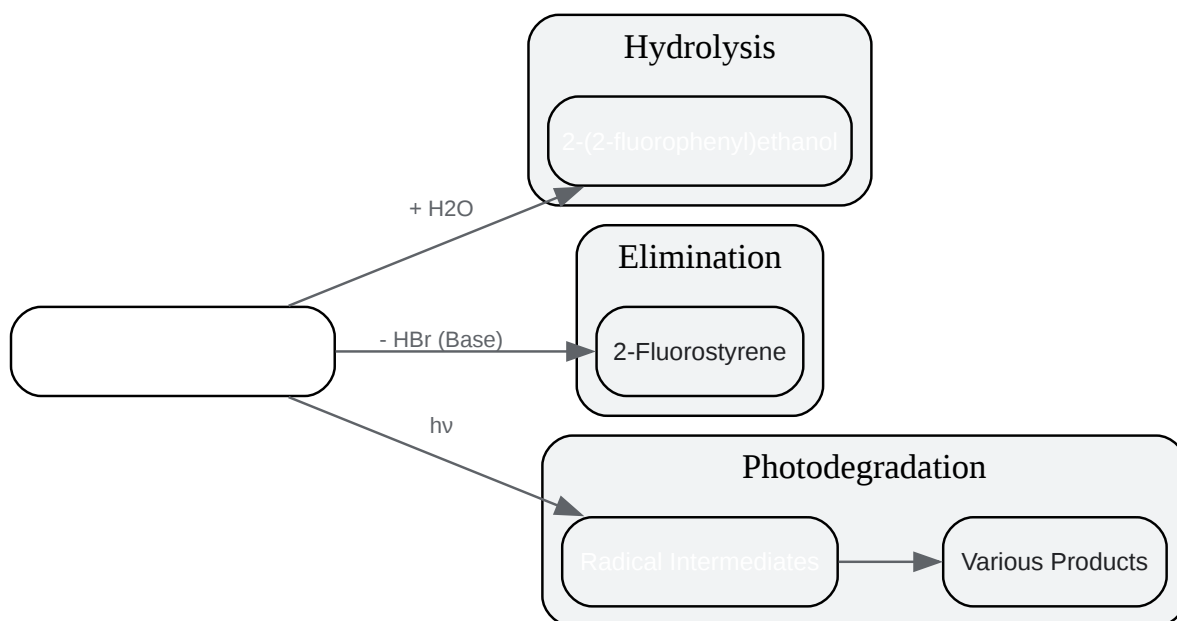 Hydrolysis
2-(2-fluorophenyl)ethanol
+ H2O
Elimination
- HBr (Base)
2-Fluorostyrene
hν
Photodegradation
Radical Intermediates
Various Products